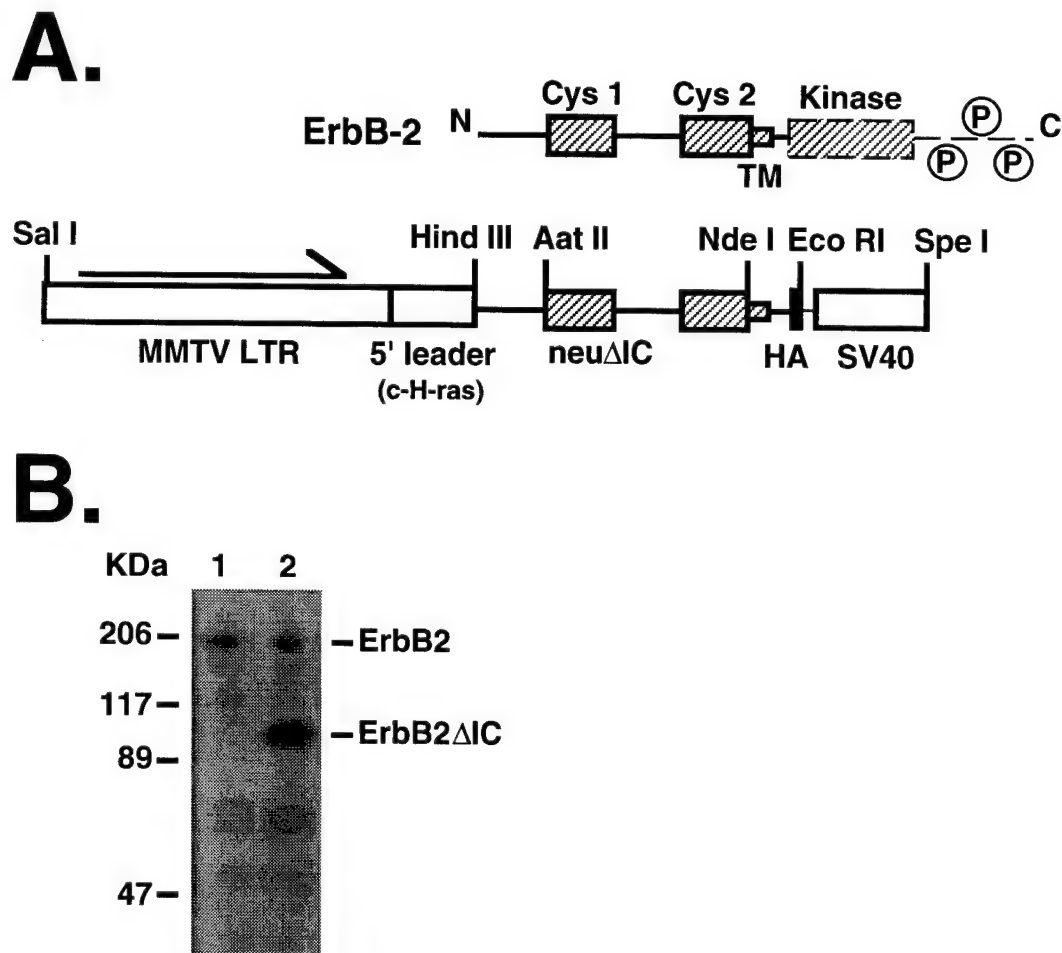 A.
Cys 1 Cys 2 Kinase
ErbB-2 N P P P C
TM
Sal I Hind III Aat II Nde I Eco RI Spe I
MMTV LTR 5' leader neuΔIC HA SV40
(c-H-ras)
B.
KDa 1 2
206 ErbB2
117
ErbB2ΔIC
89
47